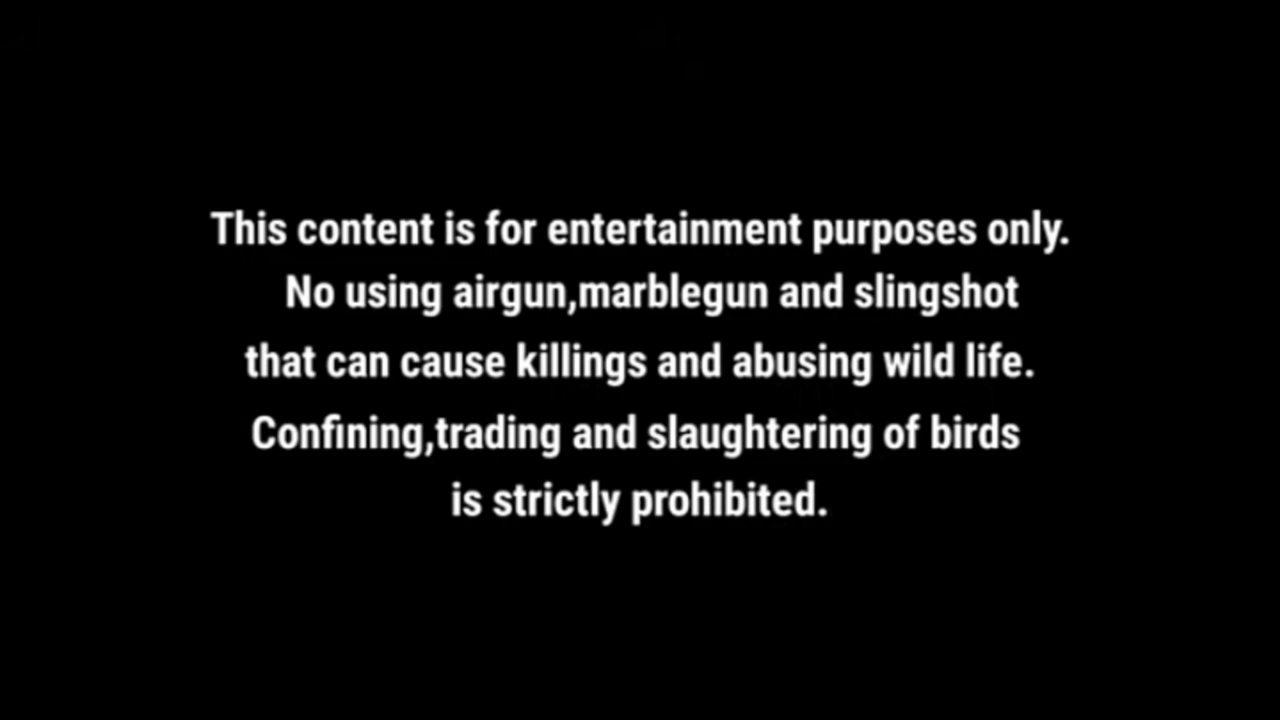 This content is for entertainment purposes only.
No using airgun,marblegun and slingshot
that can cause killings and abusing wild life.
Confining,trading and slaughtering of birds
is strictly prohibited.